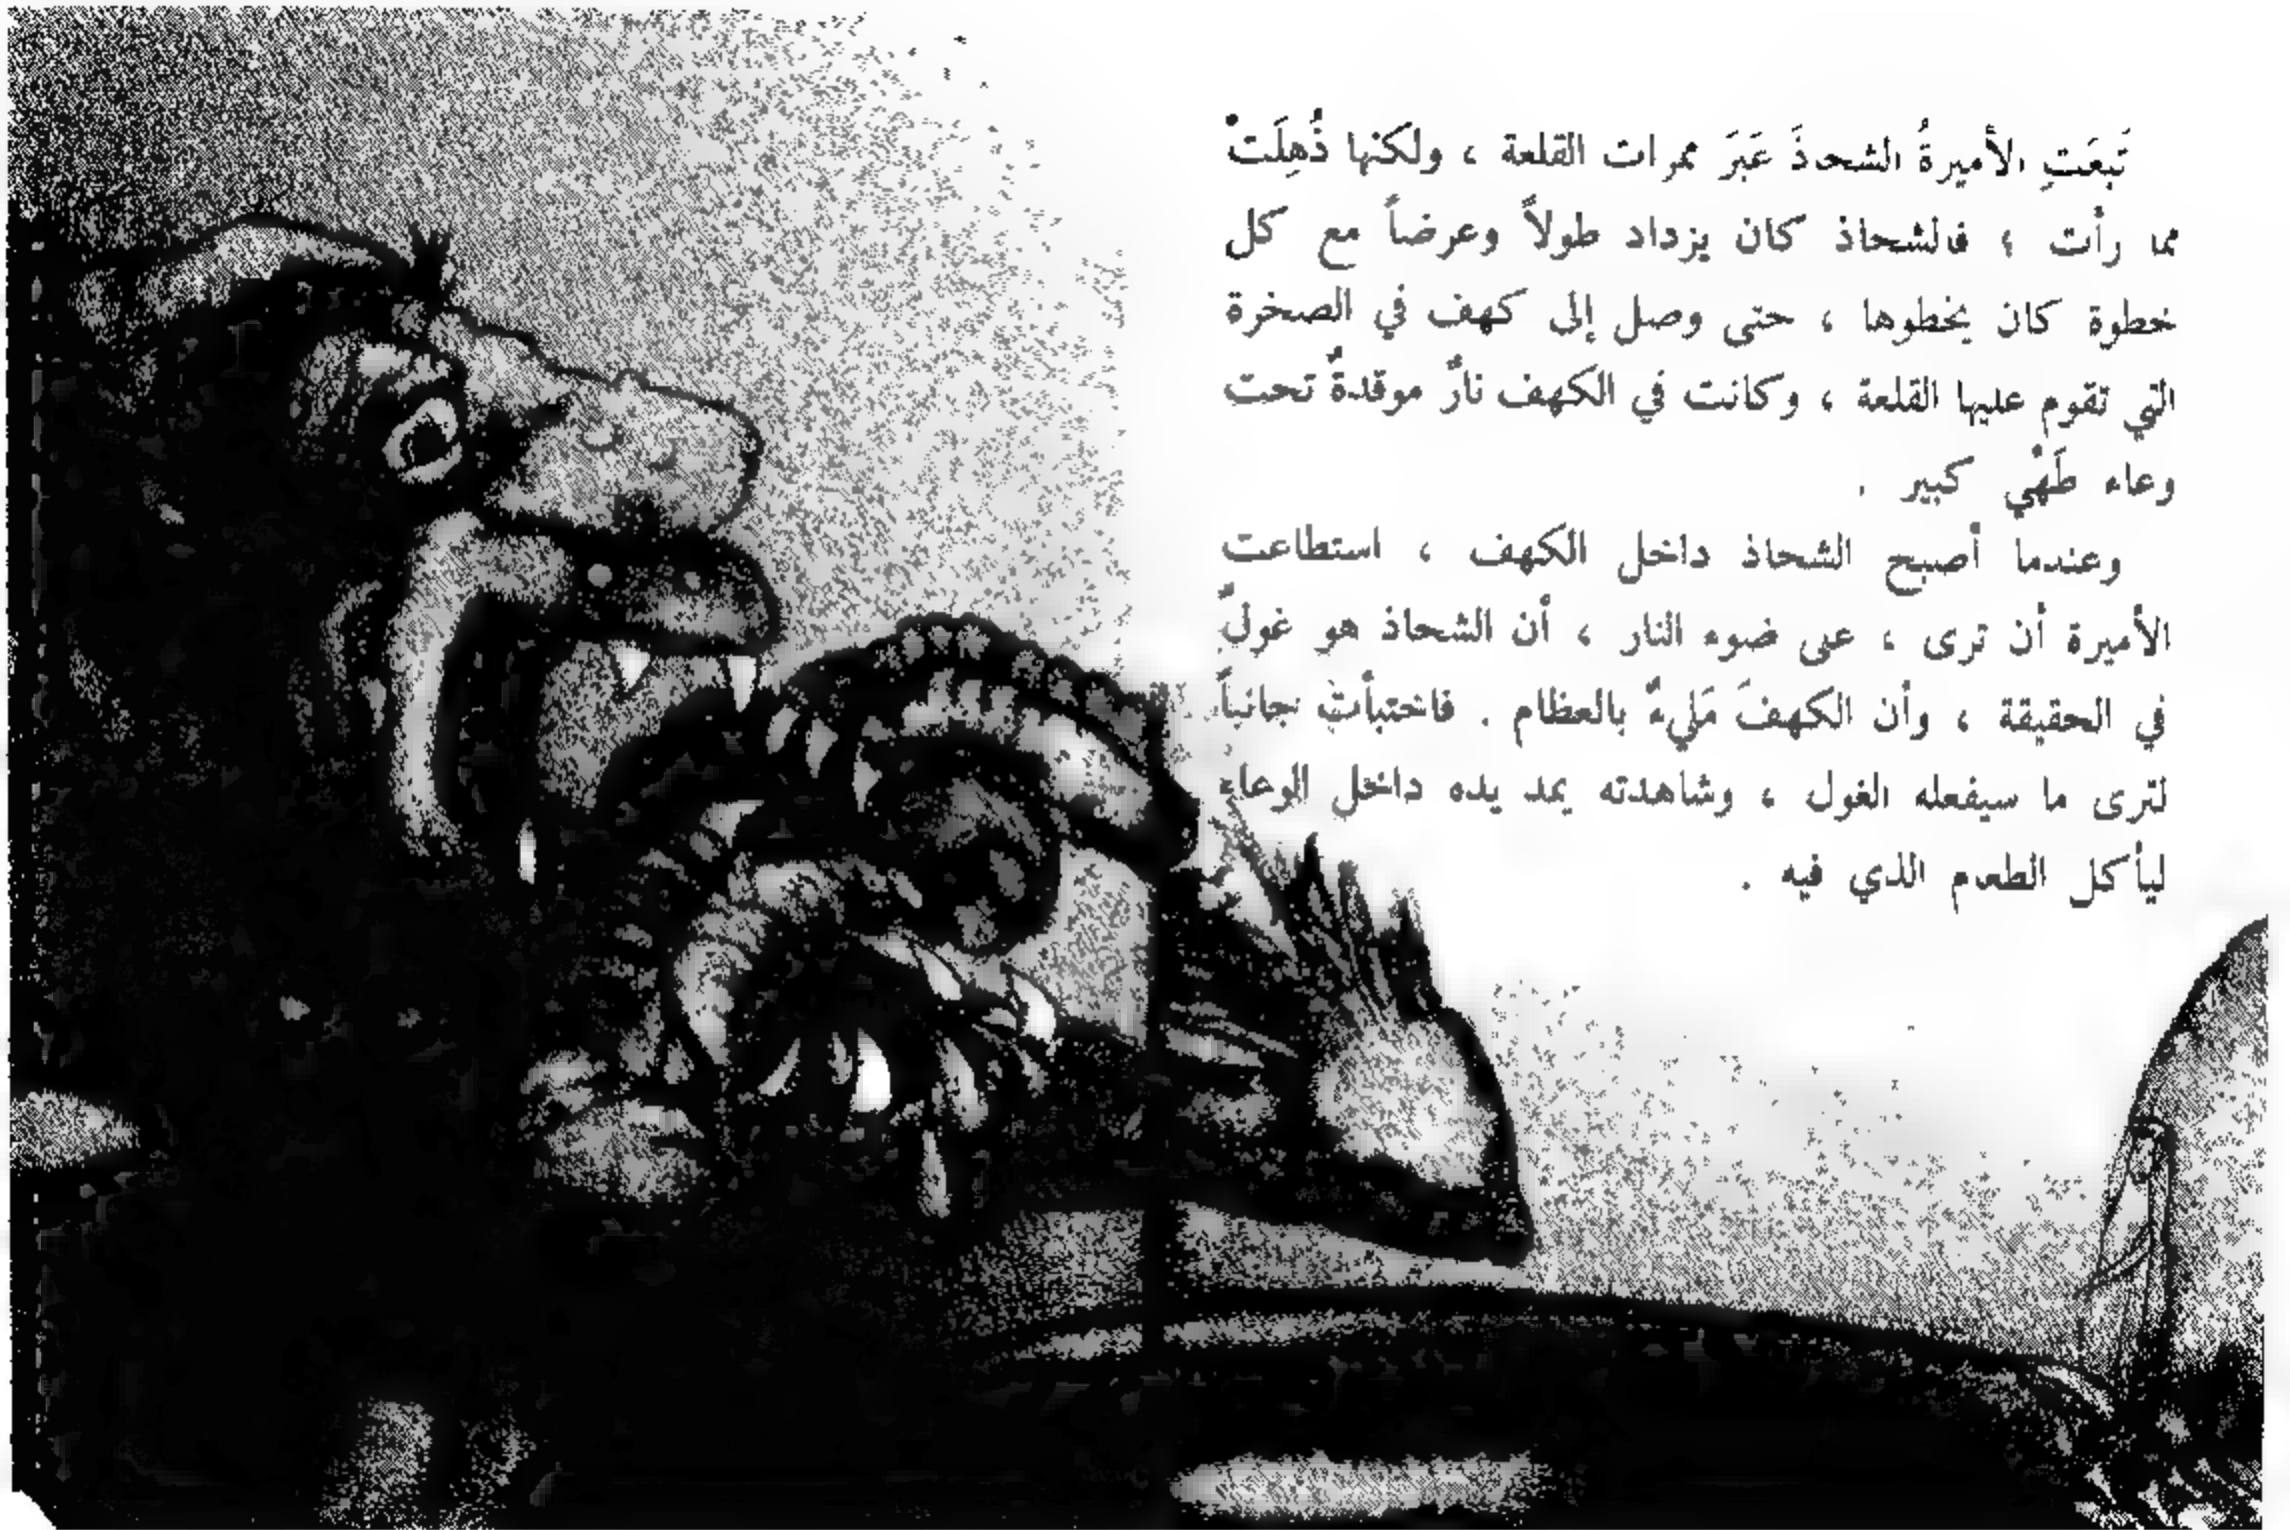 تَبِعَتِ الأميرةُ الشحاذَ عَبَرَ ممرات القلعة ، ولكنها ذُهِلَتْ
مما رأت ؛ فالشحاذ كان يزداد طولاً وعرضاً مع كل
خطوة كان يخطوها ، حتى وصل إلى كهف في الصخرة
التي تقوم عليها القلعة ، وكانت في الكهف نارٌ موقدةٌ تحت
وعاء طَهْي كبير .
وعندما أصبح الشحاذ داخل الكهف ، استطاعت
الأميرة أن ترى ، على ضوء النار ، أن الشحاذ هو غولٌ
في الحقيقة ، وأن الكهفَ مَليءٌ بالعظام . فاختبأتْ جانباً
لترى ما سيفعله الغول ، وشاهدته يمد يده داخل الوعاء
ليأكل الطعام الذي فيه .